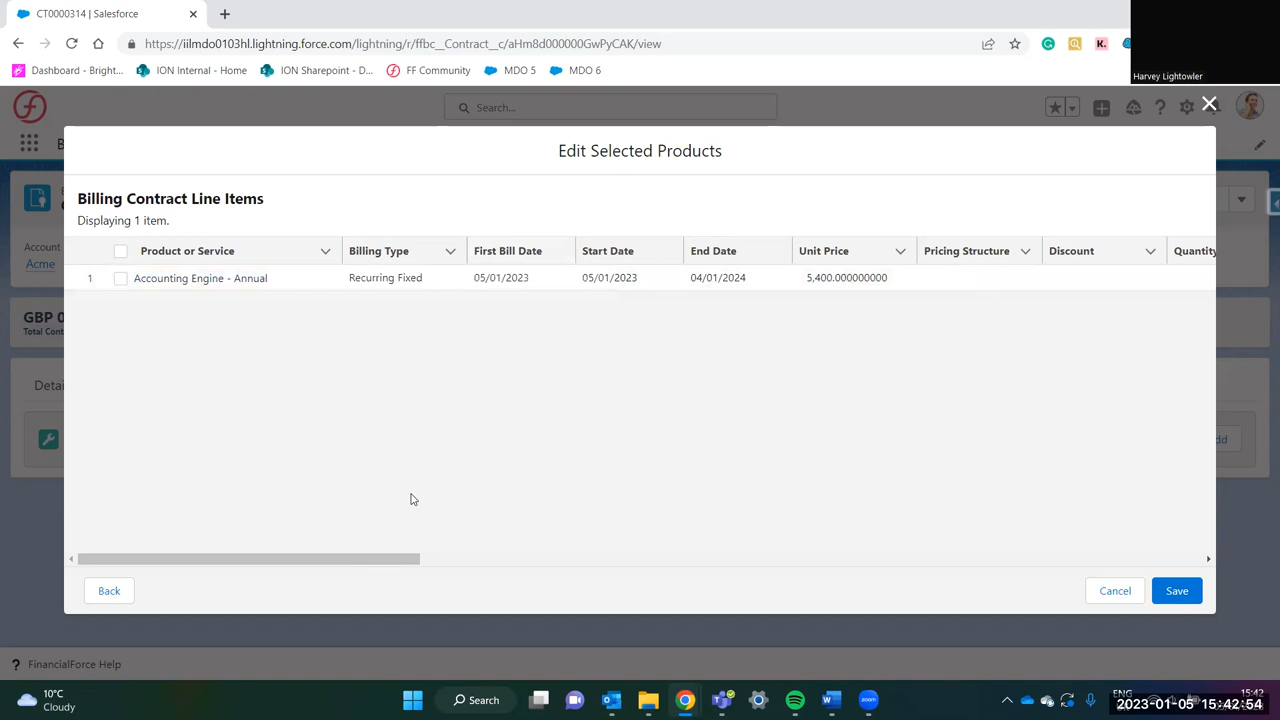 CT0000314 | Salesforce
https://iilmdo0103hl.lightning.force.com/lightning/r/ffbc__Contract__c/aHm8d000000GwPyCAK/view
Harvey Lightowler
Dashboard - Bright... ION Internal - Home ION Sharepoint - D... FF Community MDO 5 MDO 6
Search...
B
Edit Selected Products
Billing Contract Line Items
Displaying 1 item.
Account
Acme
Product or Service Billing Type First Bill Date Start Date End Date Unit Price Pricing Structure Discount Quantity
1 Accounting Engine - Annual Recurring Fixed 05/01/2023 05/01/2023 04/01/2024 5,400.000000000
GBP 0
Total Cont
Detai
dd
Back Cancel Save
? FinancialForce Help
10°C
Cloudy
Search
ENG
15:42
2023-01-05 15:42:54